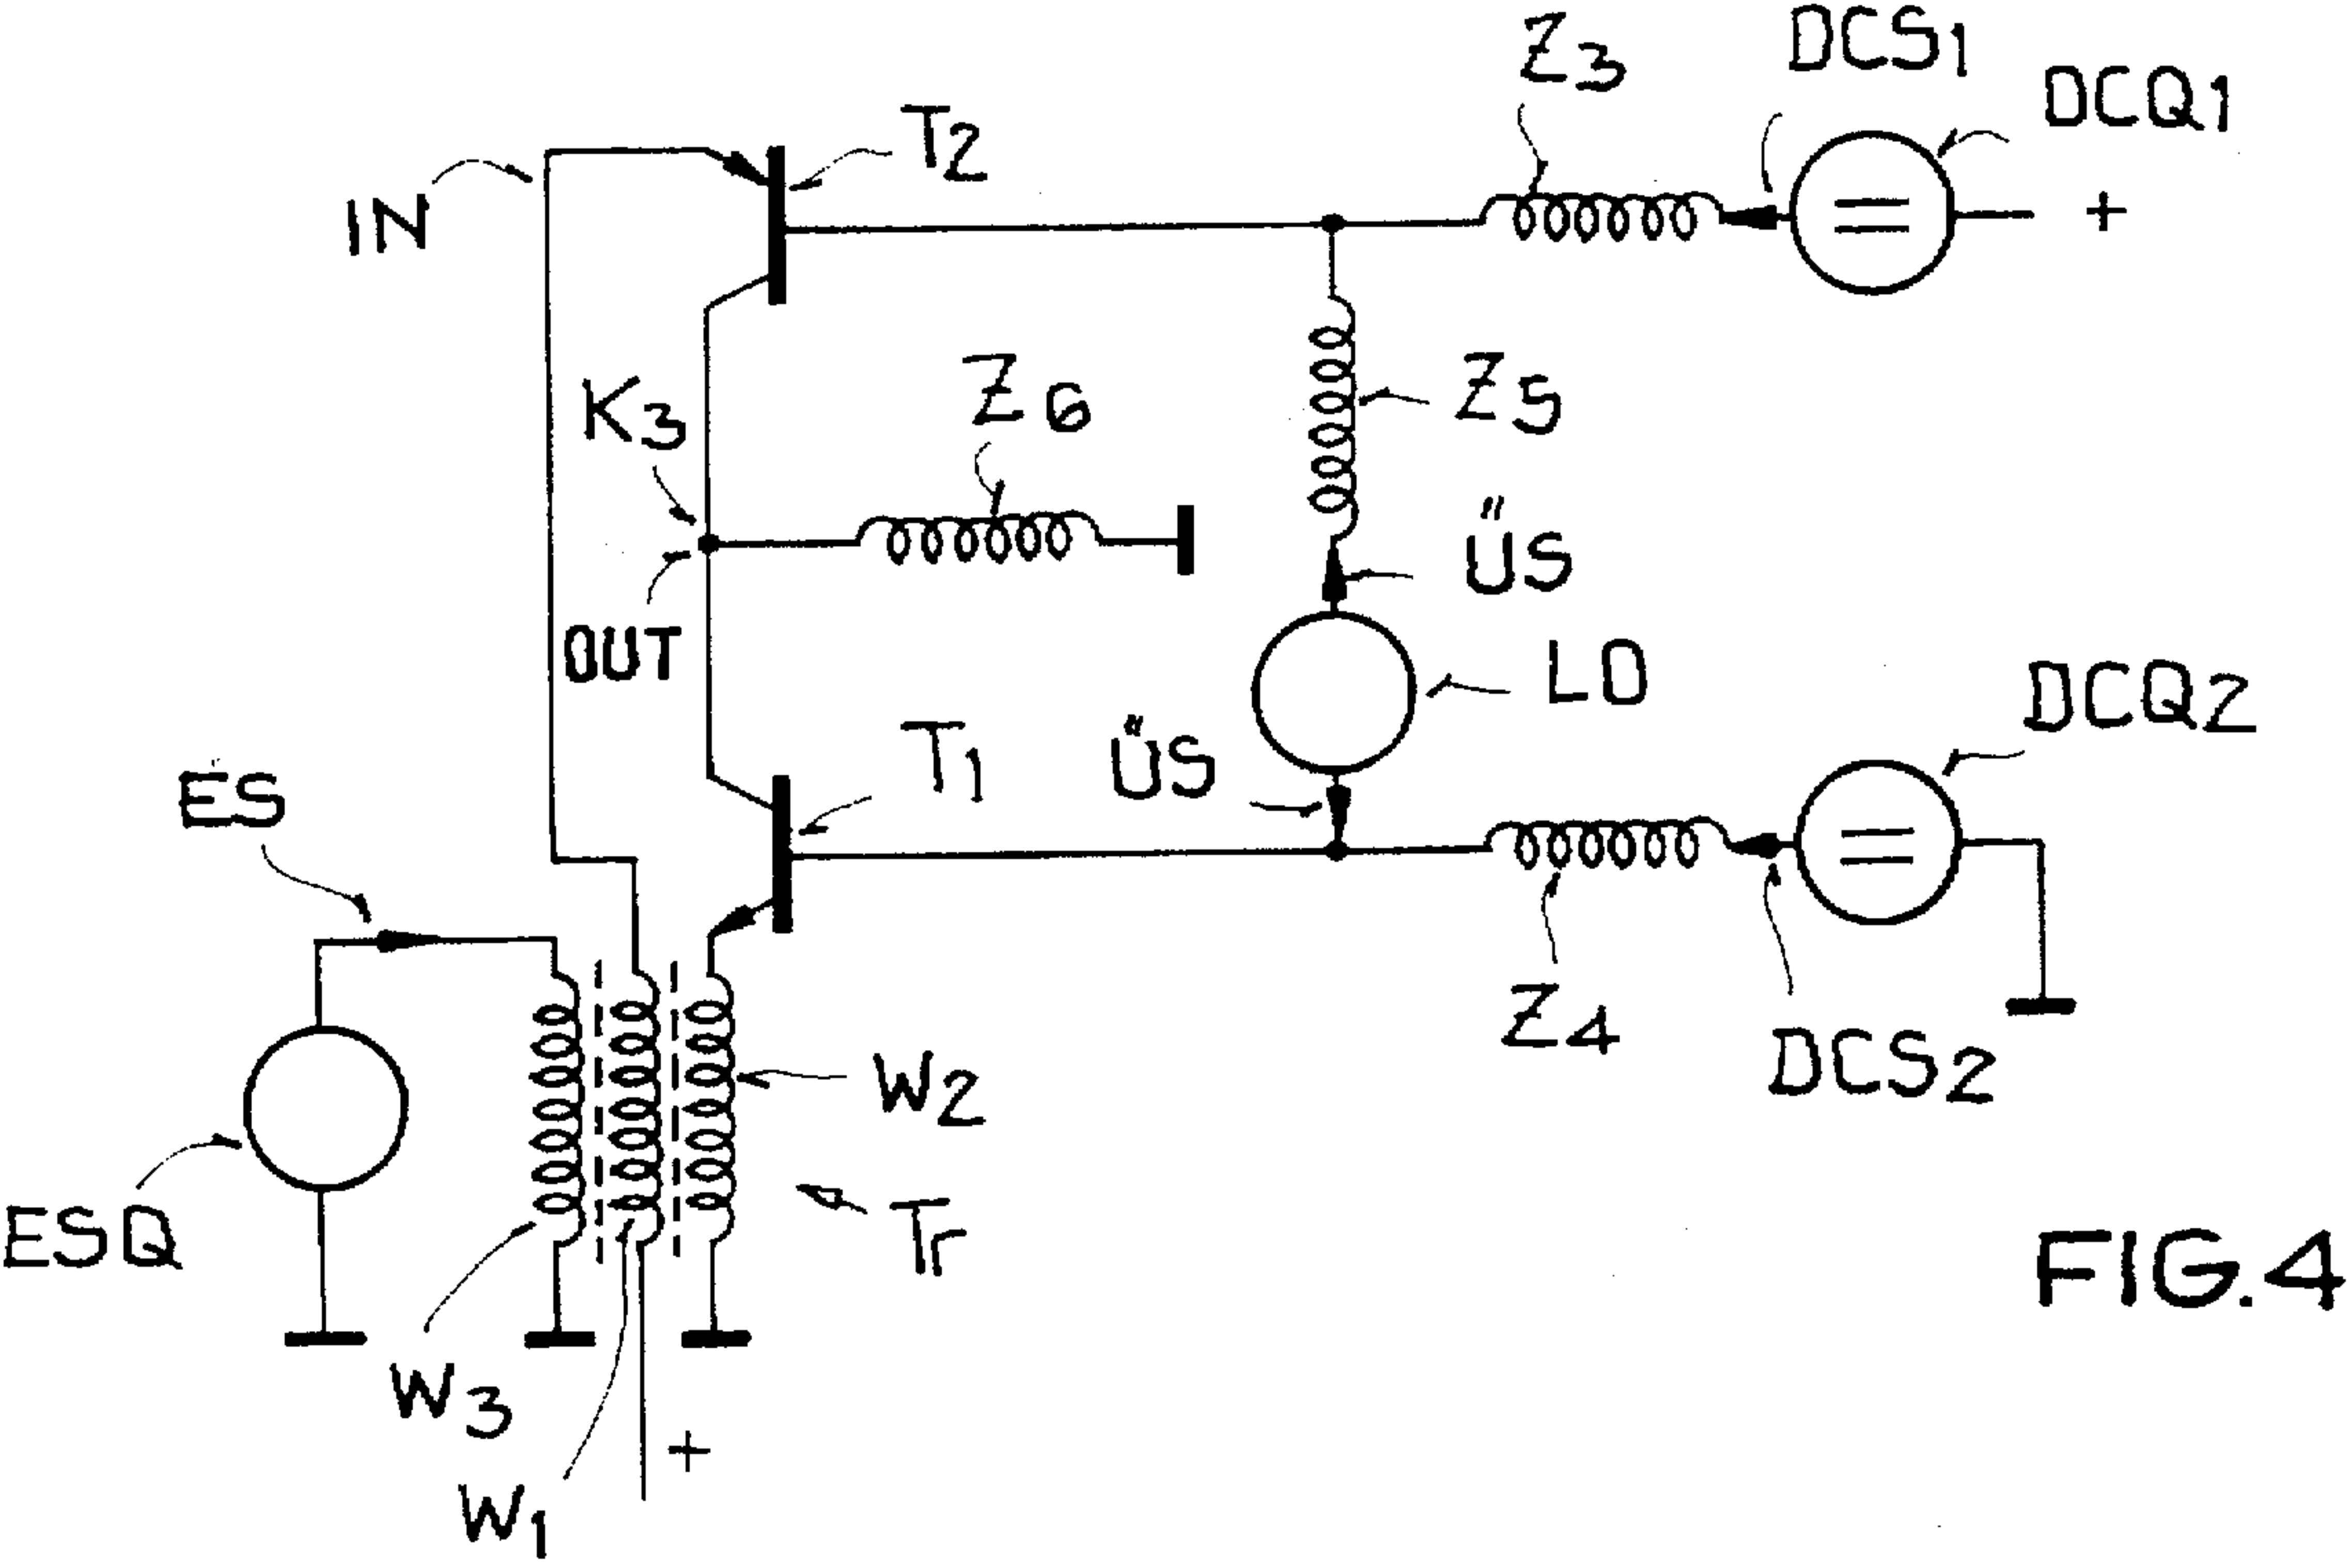 Z3
DCS1
DCQ1
T2
+
IN
K3
Z6
Z5
ÜS
OUT
LO
DCQ2
T1
ÜS
ES
W2
Z4
DCS2
ESQ
Tr
FIG.4
W3
+
W1